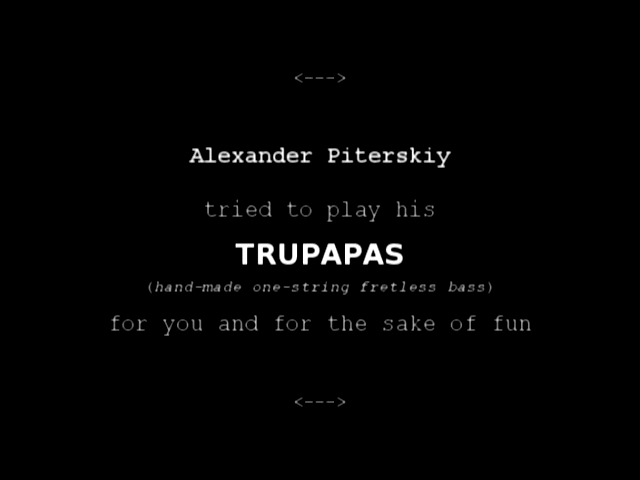 <--->
Alexander Piterskiy
tried to play his
TRUPAPAS
(hand-made one-string fretless bass)
for you and for the sake of fun
<--->